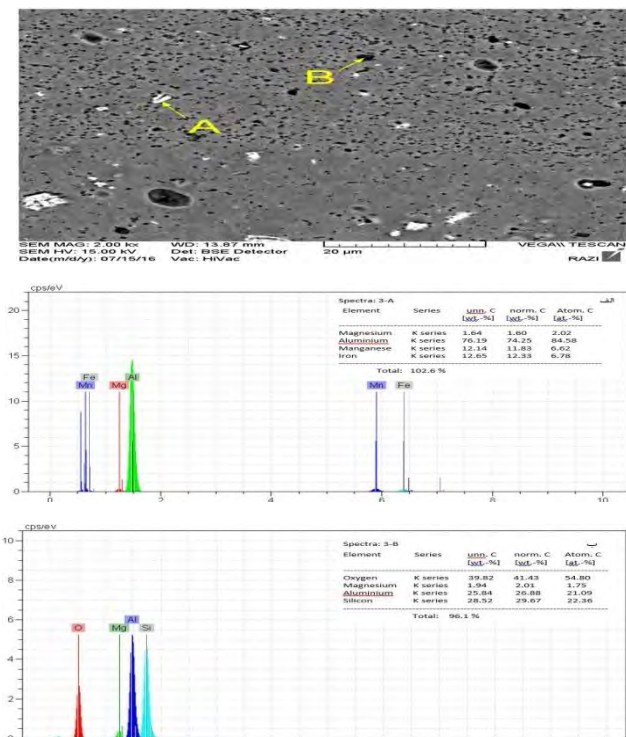 A
B
SEM MAG: 2.00 kx WD: 13.87 mm VEGA\\ TESCAN
SEM HV: 15.00 kV Det: BSE Detector 20 µm
Date(m/d/y): 07/15/16 Vac: HiVac RAZI
cps/eV
الف
Spectra: 3-A
Element Series unn. C norm. C Atom. C
[wt.-%] [wt.-%] [at.-%]
Magnesium K series 1.64 1.60 2.02
Aluminium K series 76.19 74.25 84.58
Manganese K series 12.14 11.83 6.62
Iron K series 12.65 12.33 6.78
Total: 102.6 %
20
15
10
5
0
Fe Al
Mn Mg Mn Fe
0 2 4 6 8 10
cps/eV
ب
Spectra: 3-B
Element Series unn. C norm. C Atom. C
[wt.-%] [wt.-%] [at.-%]
Oxygen K series 39.82 41.43 54.80
Magnesium K series 1.94 2.01 1.75
Aluminium K series 25.84 26.88 21.09
Silicon K series 28.52 29.67 22.36
Total: 96.1 %
10
8
6
4
2
0
Al
O Mg Si